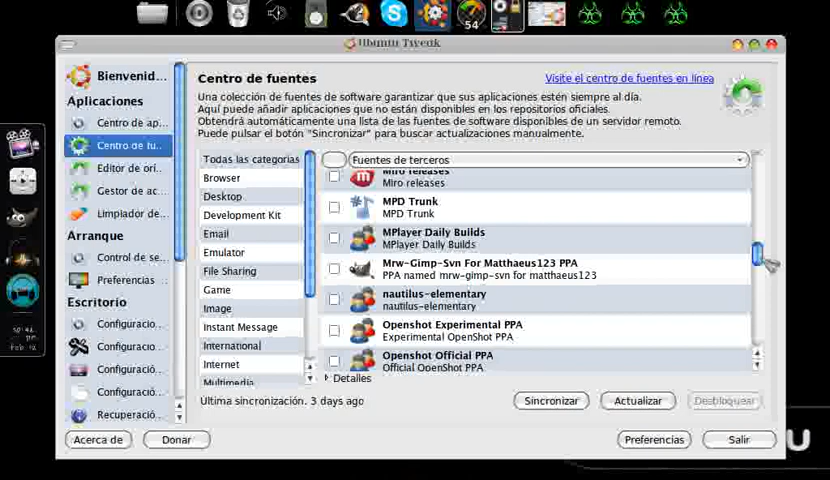 54
Ubuntu Tweak
Bienvenid...
Aplicaciones
Centro de ap...
Centro de fu...
Editor de ori...
Gestor de ac...
Limpiador de...
Arranque
Control de se...
Preferencias
Escritorio
Configuracio...
Configuracio...
Configuracio...
Configuració...
Recuperació...
Centro de fuentes
Visite el centro de fuentes en línea
Una colección de fuentes de software garantizar que sus aplicaciones estén siempre al día.
Aquí puede añadir aplicaciones que no están disponibles en los repositorios oficiales.
Obtendrá automáticamente una lista de las fuentes de software disponibles de un servidor remoto.
Puede pulsar el botón "Sincronizar" para buscar actualizaciones manualmente.
Todas las categorías
Browser
Desktop
Development Kit
Email
Emulator
File Sharing
Game
Image
Instant Message
International
Internet
Multimedia
Fuentes de terceros
Miro releases
Miro releases
MPD Trunk
MPD Trunk
MPlayer Daily Builds
MPlayer Daily Builds
Mrw-Gimp-Svn For Matthaeus123 PPA
PPA named mrw-gimp-svn for matthaeus123
nautilus-elementary
nautilus-elementary
Openshot Experimental PPA
Experimental OpenShot PPA
Openshot Official PPA
Official OpenShot PPA
Detalles
Última sincronización. 3 days ago
Sincronizar
Actualizar
Desbloquear
Acerca de
Donar
Preferencias
Salir
U